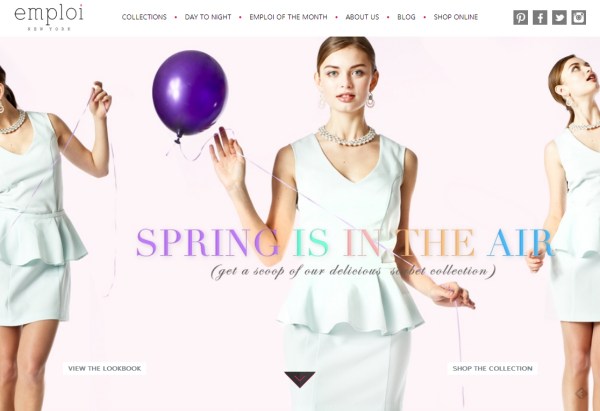 emploi
NEW YORK
COLLECTIONS • DAY TO NIGHT • EMPLOI OF THE MONTH • ABOUT US • BLOG • SHOP ONLINE
SPRING IS IN THE AIR
(get a scoop of our delicious sorbet collection)
VIEW THE LOOKBOOK
SHOP THE COLLECTION